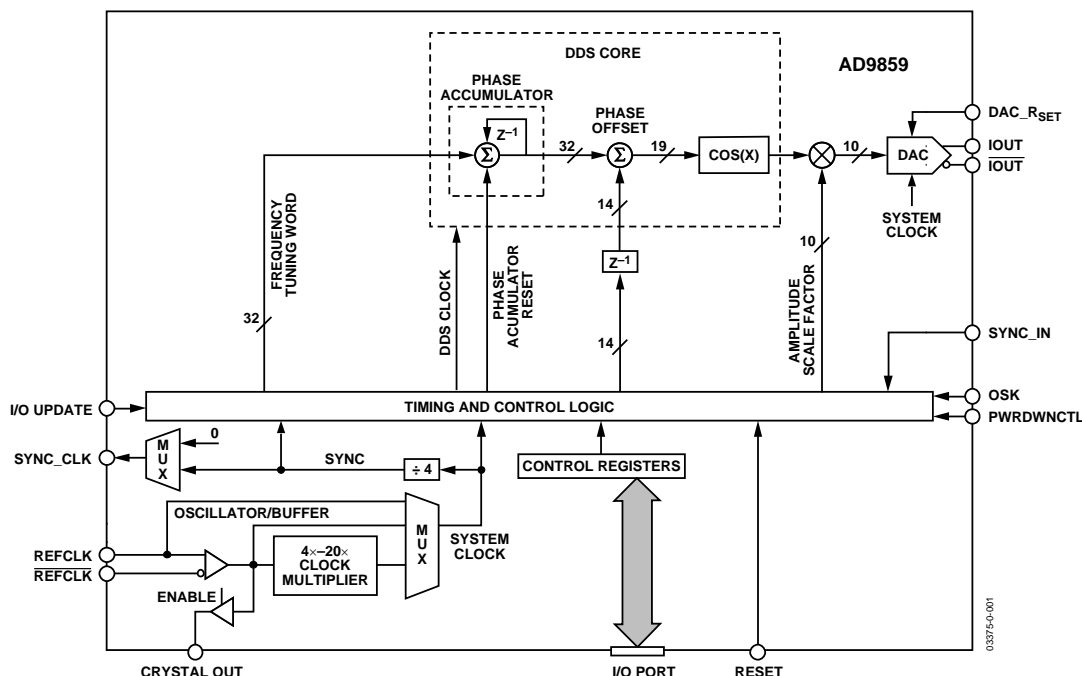 DDS CORE
AD9859
PHASE
ACCUMULATOR
PHASE
OFFSET
Z⁻¹
Σ
32
Σ
19
COS(X)
10
DAC
DAC_RSET
IOUT
IOUT
SYSTEM
CLOCK
14
Z⁻¹
14
10
32
FREQUENCY
TUNING WORD
DDS CLOCK
PHASE
ACUMULATOR
RESET
AMPLITUDE
SCALE FACTOR
SYNC_IN
I/O UPDATE
TIMING AND CONTROL LOGIC
OSK
PWRDWNCTL
SYNC_CLK
MUX
0
SYNC
÷ 4
CONTROL REGISTERS
OSCILLATOR/BUFFER
REFCLK
REFCLK
4×–20×
CLOCK
MULTIPLIER
MUX
SYSTEM
CLOCK
ENABLE
CRYSTAL OUT
I/O PORT
RESET
03375-0-001